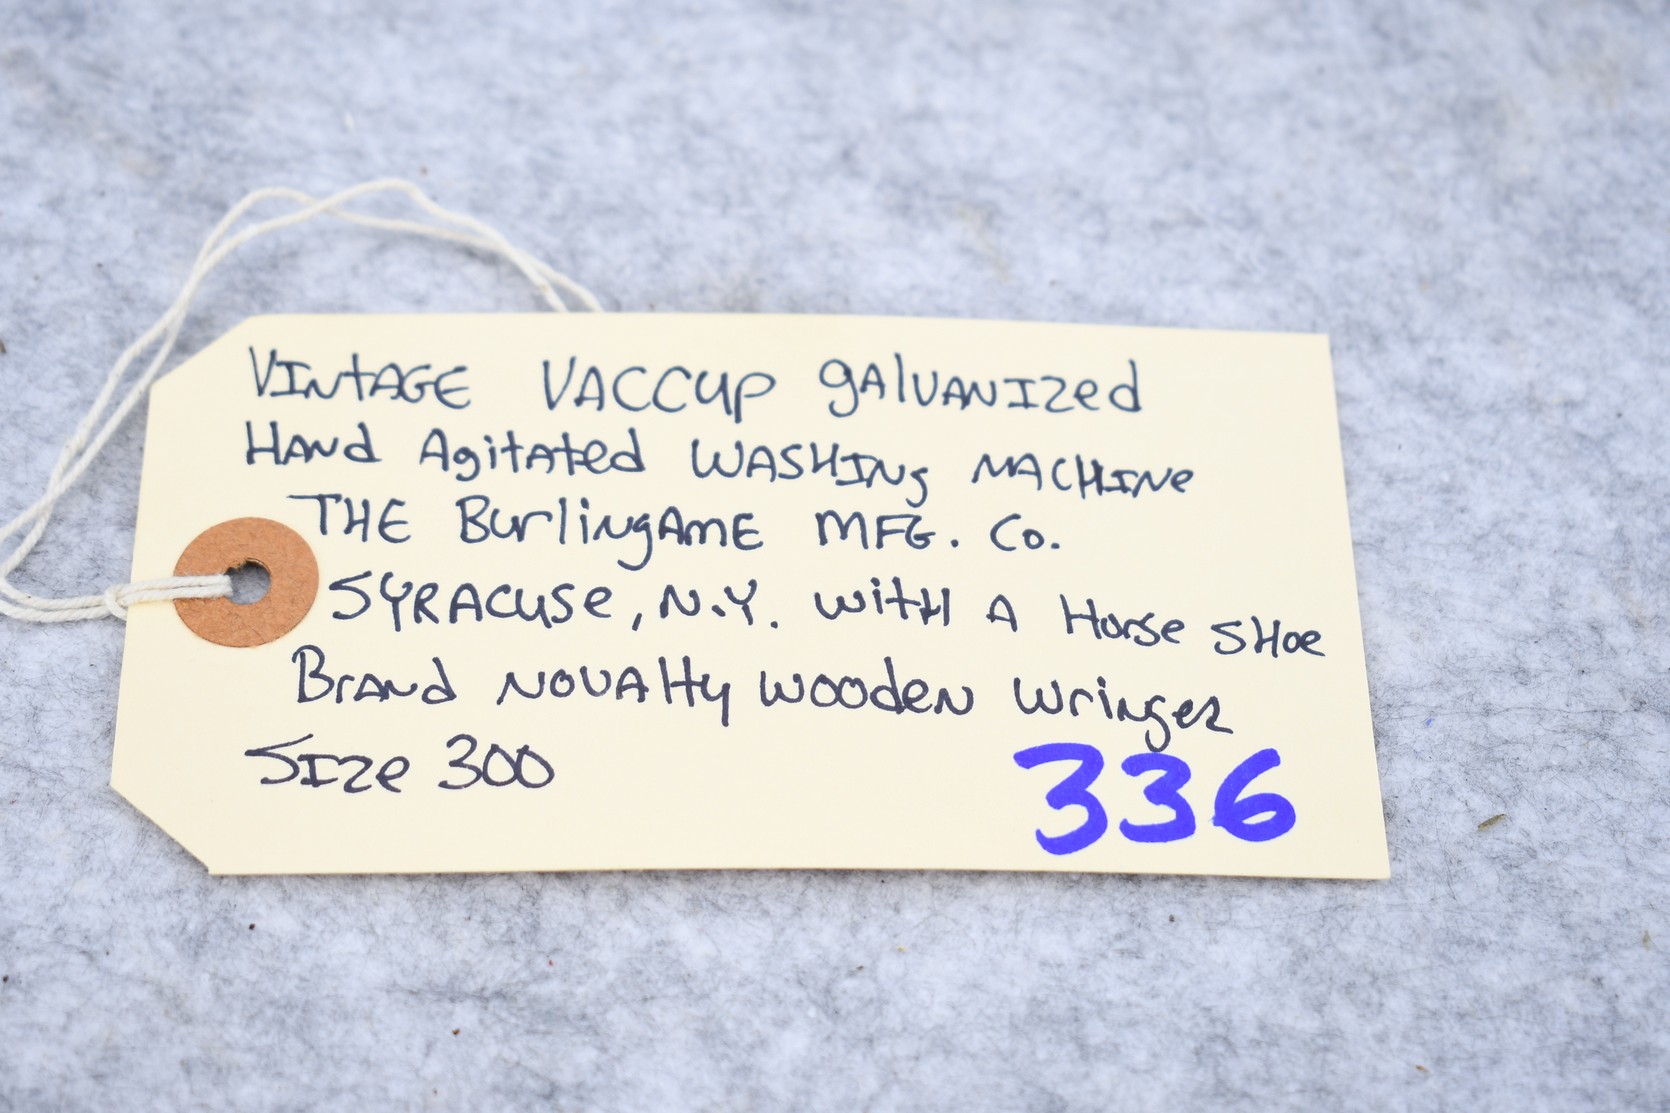 VINTAGE VACCUP GALVANIZED
HAND Agitated WASHING MACHINE
THE BurlingAME MFG. Co.
SYRACUSE, N.Y. WITH A Horse SHoe
Brand NOVAlty Wooden Wringer
Size 300
336